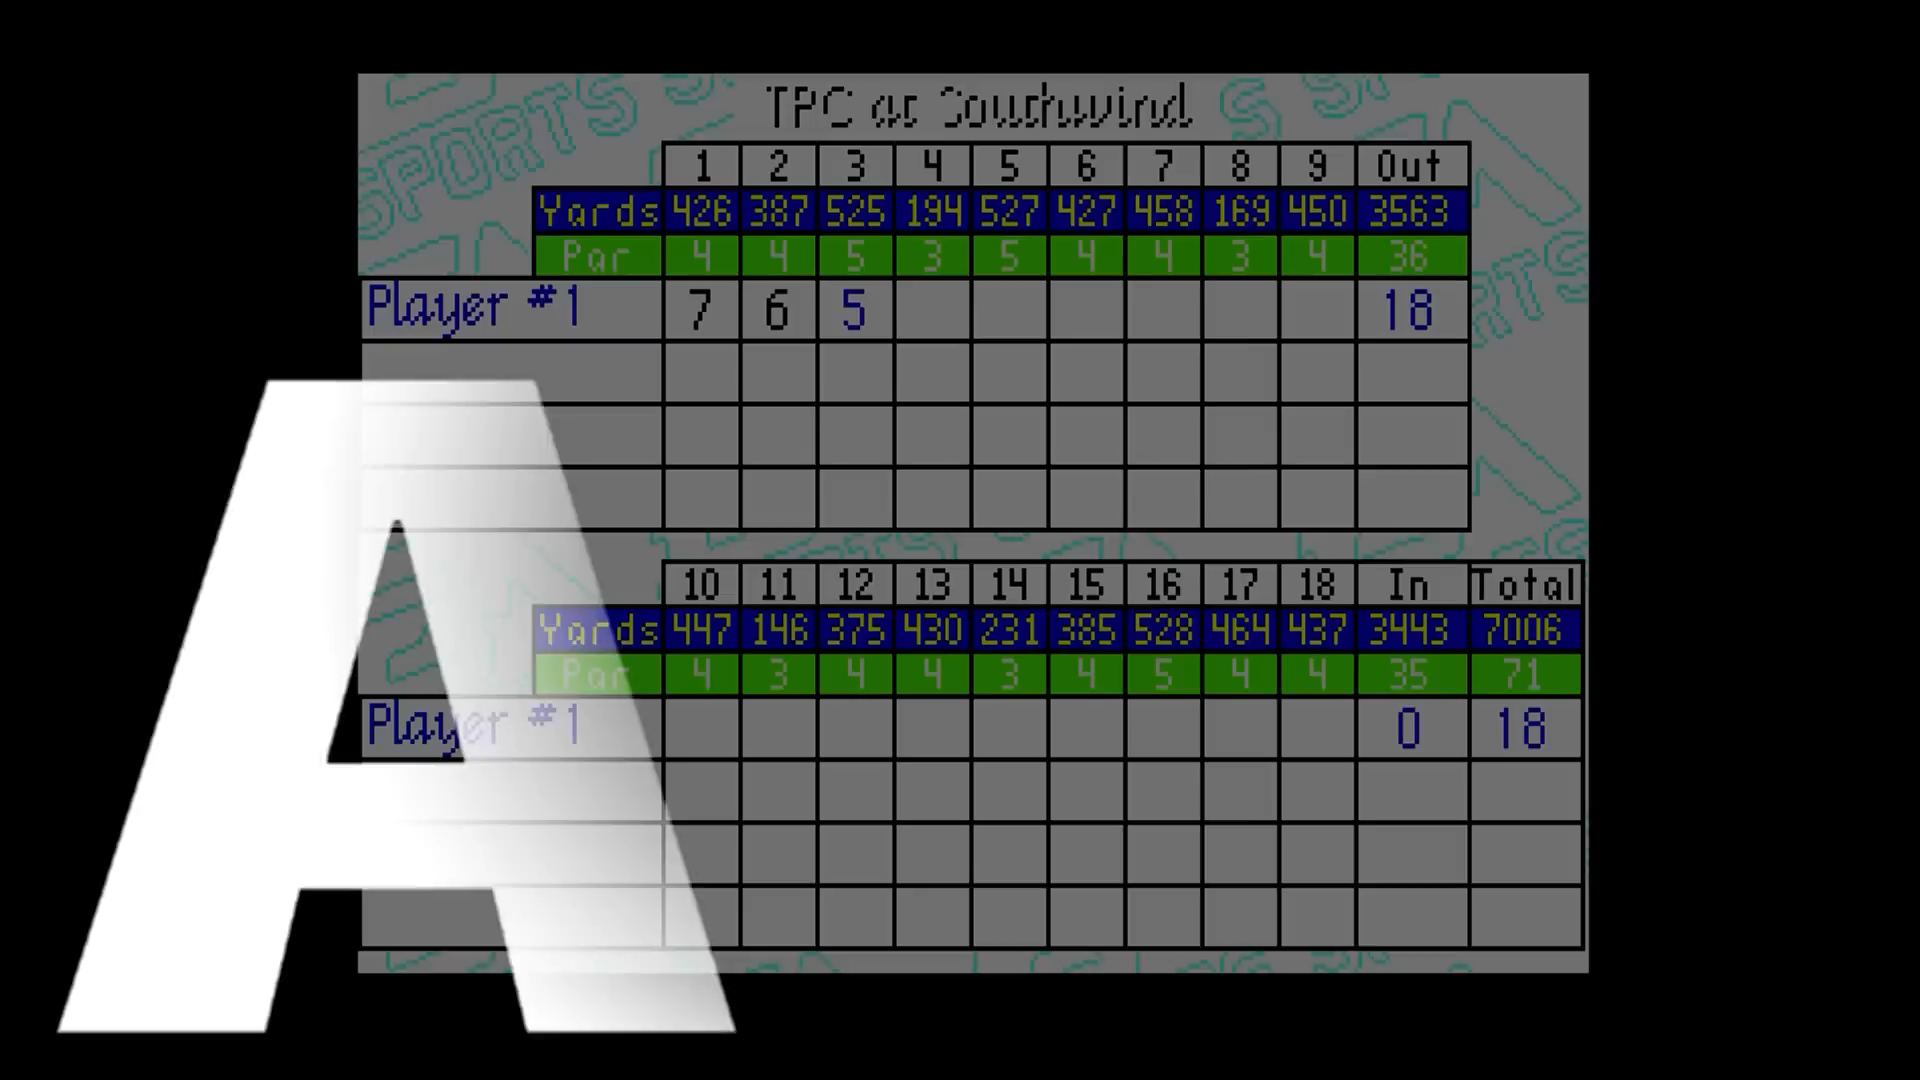 TPC at Southwind
1 2 3 4 5 6 7 8 9 Out
Yards 426 387 525 194 527 427 458 169 450 3563
Par 4 4 5 3 5 4 4 3 4 36
Player #1 7 6 5 18
10 11 12 13 14 15 16 17 18 In Total
Yards 447 146 375 430 231 385 528 464 437 3443 7006
Par 4 3 4 4 3 4 5 4 4 35 71
Player #1 0 18
A
SPORTS